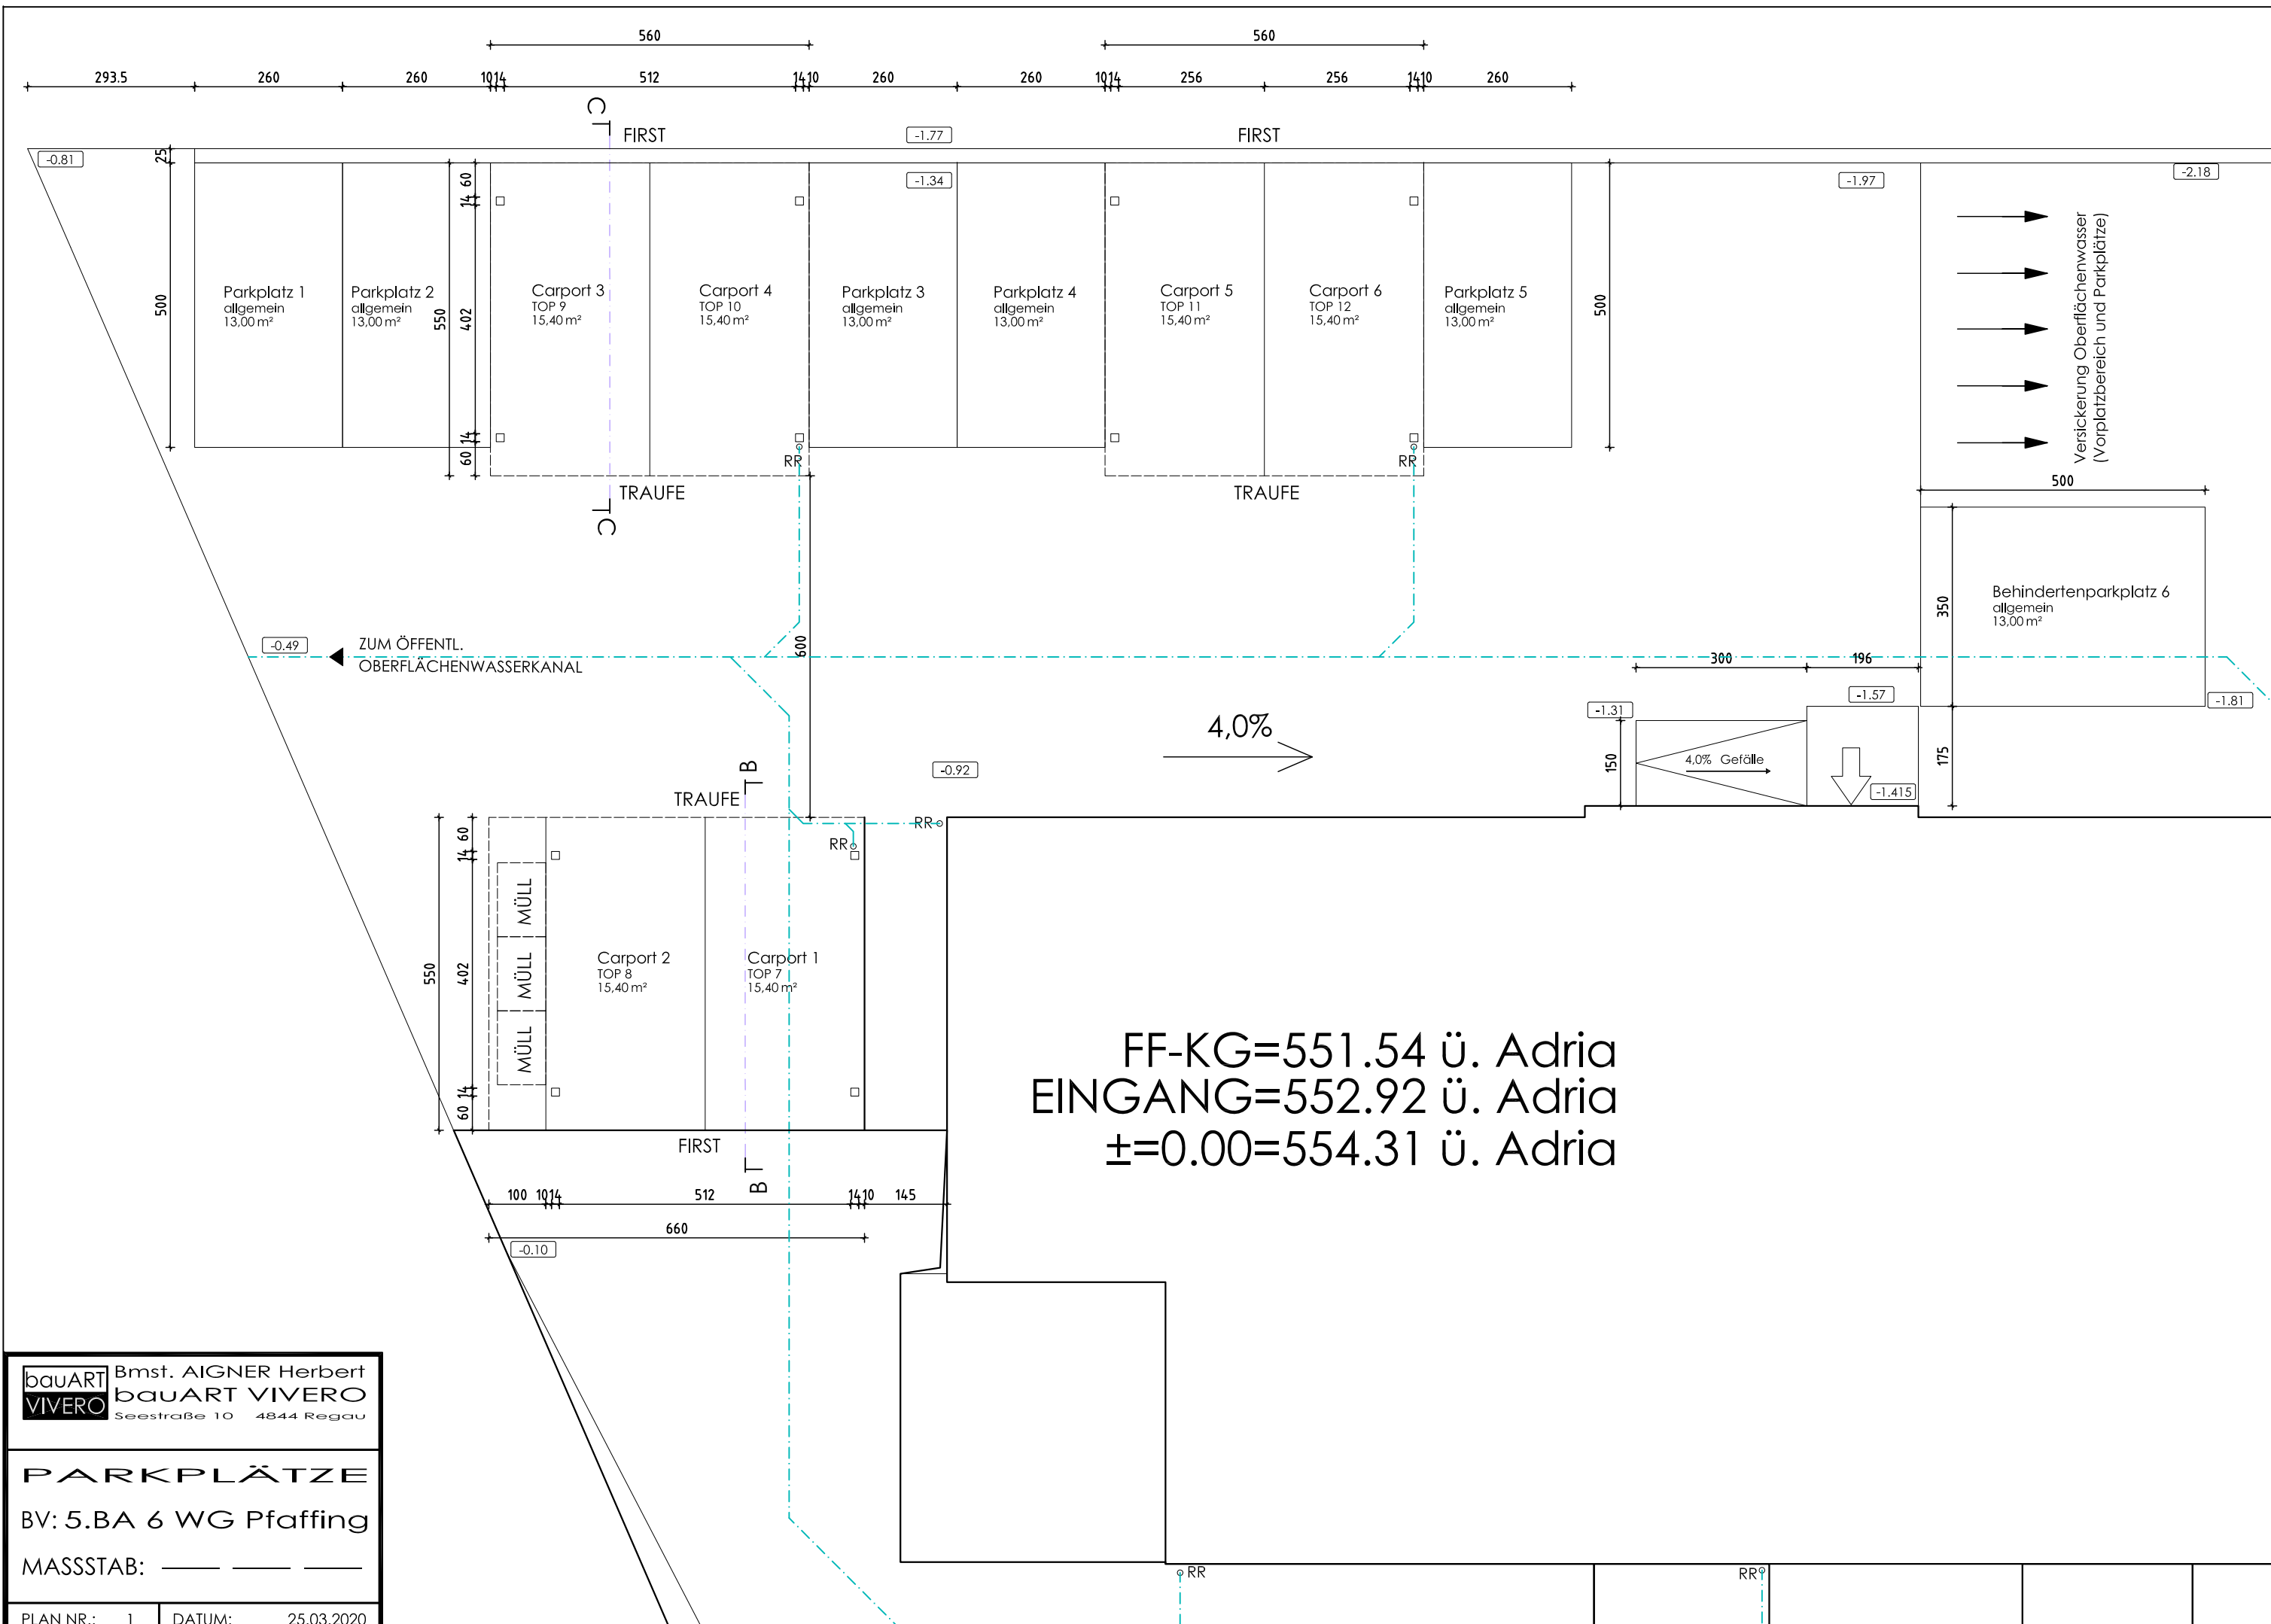 560
560
293.5 260 260 10 14 512 14 10 260 260 10 14 256 256 14 10 260
C
FIRST
-1.77
FIRST
-0.81
25
-1.34
-1.97
-2.18
500
550
60
14
402
14
60
500
Parkplatz 1
allgemein
13,00 m²
Parkplatz 2
allgemein
13,00 m²
Carport 3
TOP 9
15,40 m²
Carport 4
TOP 10
15,40 m²
Parkplatz 3
allgemein
13,00 m²
Parkplatz 4
allgemein
13,00 m²
Carport 5
TOP 11
15,40 m²
Carport 6
TOP 12
15,40 m²
Parkplatz 5
allgemein
13,00 m²
Versickerung Oberflächenwasser
(Vorplatzbereich und Parkplätze)
RR
RR
TRAUFE
TRAUFE
C
500
350
Behindertenparkplatz 6
allgemein
13,00 m²
-0.49
ZUM ÖFFENTL.
OBERFLÄCHENWASSERKANAL
600
300
196
-1.57
-1.31
-1.81
4,0%
150
4,0% Gefälle
-1.415
175
-0.92
B
TRAUFE
RR
RR
550
60
14
402
14
60
MÜLL
MÜLL
MÜLL
Carport 2
TOP 8
15,40 m²
Carport 1
TOP 7
15,40 m²
FF-KG=551.54 ü. Adria
EINGANG=552.92 ü. Adria
±=0.00=554.31 ü. Adria
FIRST
B
100 10 14 512 14 10 145
660
-0.10
bauART
VIVERO
Bmst. AIGNER Herbert
bauART VIVERO
Seestraße 10 4844 Regau
PARKPLÄTZE
BV: 5.BA 6 WG Pfaffing
MASSSTAB:
PLAN NR.: 1 DATUM: 25.03.2020
RR
RR